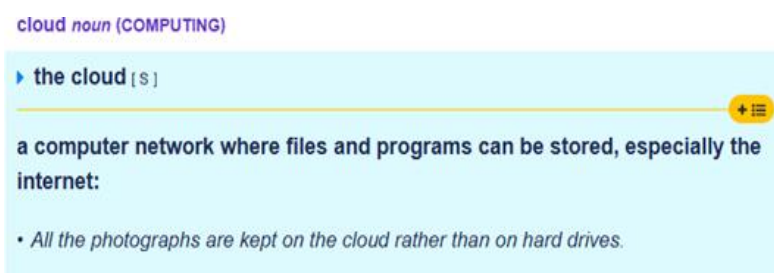 cloud noun (COMPUTING)
the cloud [ S ]
a computer network where files and programs can be stored, especially the
internet:
• All the photographs are kept on the cloud rather than on hard drives.